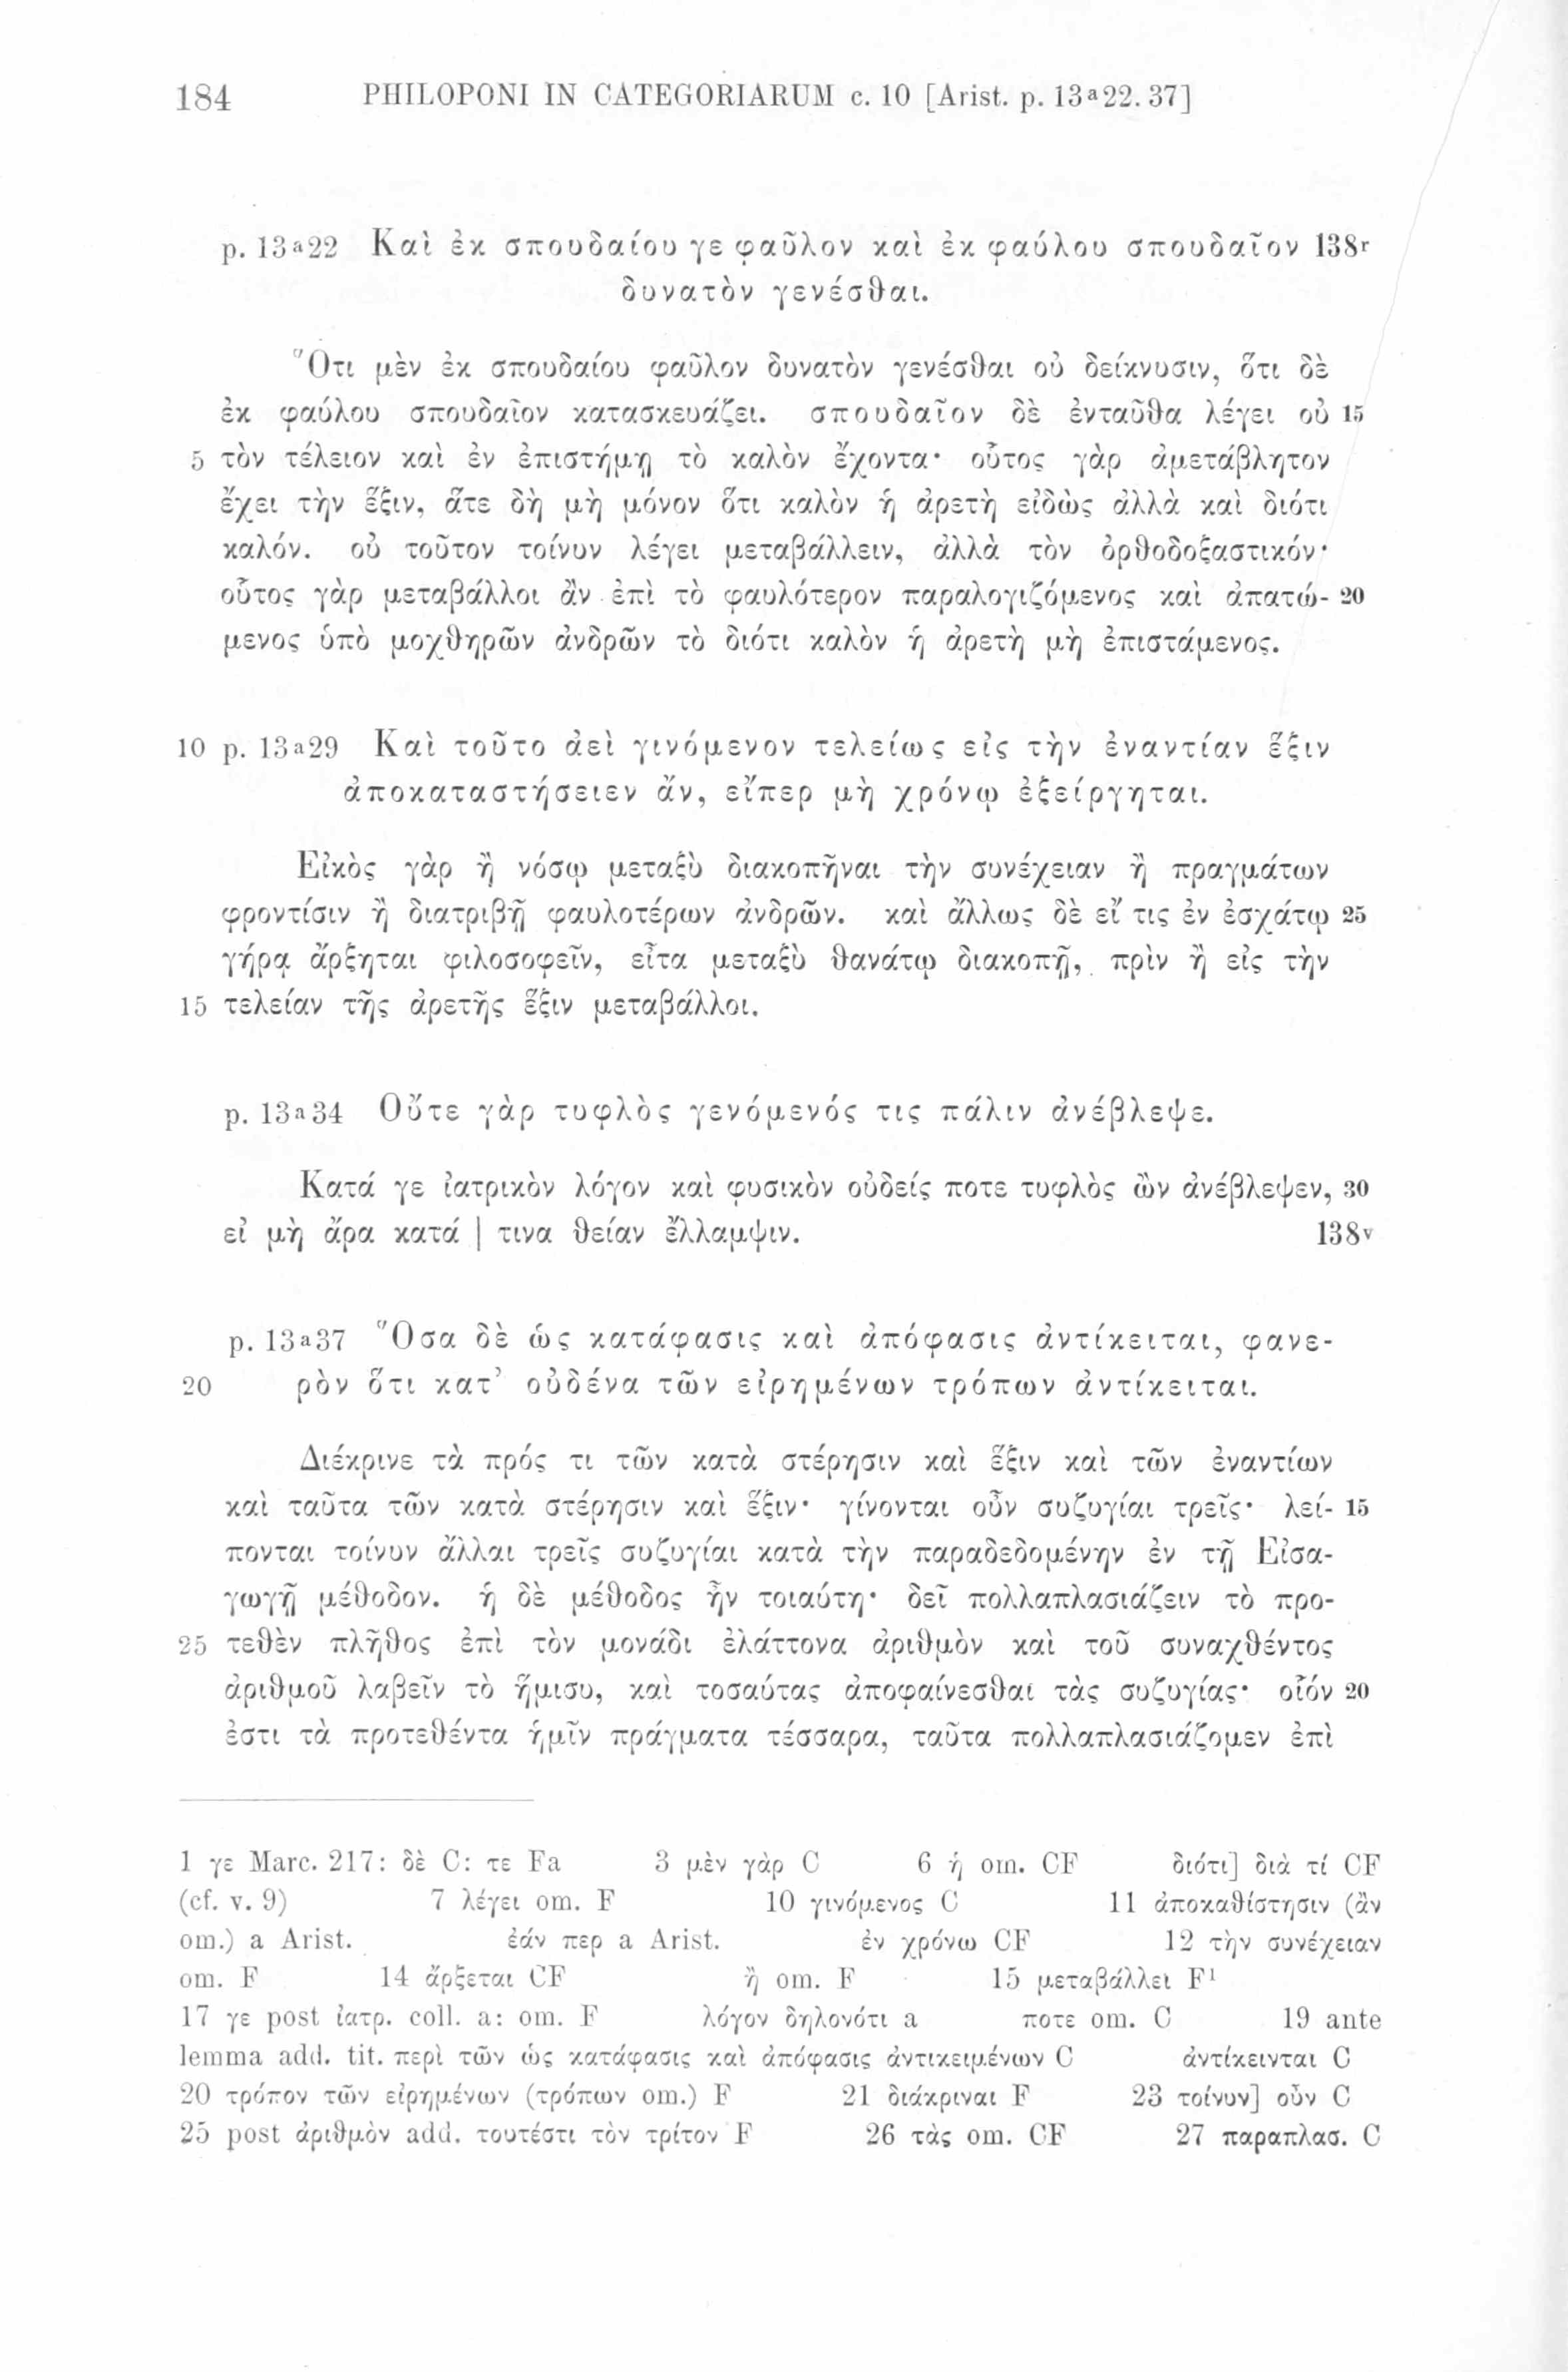 184 PHILOPONI IN CATEGORIARUM c. 10 [Arist. p. 13ᵃ22. 37]
p. 13ᵃ22 Καὶ ἐκ σπουδαίου γε φαῦλον καὶ ἐκ φαύλου σπουδαῖον 138ʳ
δυνατὸν γενέσθαι.
Ὅτι μὲν ἐκ σπουδαίου φαῦλον δυνατὸν γενέσθαι οὐ δείκνυσιν, ὅτι δὲ
ἐκ φαύλου σπουδαῖον κατασκευάζει. σπουδαῖον δὲ ἐνταῦθα λέγει οὐ 15
5 τὸν τέλειον καὶ ἐν ἐπιστήμῃ τὸ καλὸν ἔχοντα· οὗτος γὰρ ἀμετάβλητον
ἔχει τὴν ἕξιν, ἅτε δὴ μὴ μόνον ὅτι καλὸν ἡ ἀρετὴ εἰδὼς ἀλλὰ καὶ διότι
καλόν. οὐ τοῦτον τοίνυν λέγει μεταβάλλειν, ἀλλὰ τὸν ὀρθοδοξαστικόν·
οὗτος γὰρ μεταβάλλοι ἂν ἐπὶ τὸ φαυλότερον παραλογιζόμενος καὶ ἀπατώ- 20
μενος ὑπὸ μοχθηρῶν ἀνδρῶν τὸ διότι καλὸν ἡ ἀρετὴ μὴ ἐπιστάμενος.
10 p. 13ᵃ29 Καὶ τοῦτο ἀεὶ γινόμενον τελείως εἰς τὴν ἐναντίαν ἕξιν
ἀποκαταστήσειεν ἄν, εἴπερ μὴ χρόνῳ ἐξείργηται.
Εἰκὸς γὰρ ἢ νόσῳ μεταξὺ διακοπῆναι τὴν συνέχειαν ἢ πραγμάτων
φροντίσιν ἢ διατριβῇ φαυλοτέρων ἀνδρῶν. καὶ ἄλλως δὲ εἴ τις ἐν ἐσχάτῳ 25
γήρᾳ ἄρξηται φιλοσοφεῖν, εἶτα μεταξὺ θανάτῳ διακοπῇ, πρὶν ἢ εἰς τὴν
15 τελείαν τῆς ἀρετῆς ἕξιν μεταβάλλοι.
p. 13ᵃ34 Οὔτε γὰρ τυφλὸς γενόμενός τις πάλιν ἀνέβλεψε.
Κατά γε ἰατρικὸν λόγον καὶ φυσικὸν οὐδείς ποτε τυφλὸς ὢν ἀνέβλεψεν, 30
εἰ μὴ ἄρα κατά | τινα θείαν ἔλλαμψιν. 138ᵛ
p. 13ᵃ37 Ὅσα δὲ ὡς κατάφασις καὶ ἀπόφασις ἀντίκειται, φανε-
20 ρὸν ὅτι κατ’ οὐδένα τῶν εἰρημένων τρόπων ἀντίκειται.
Διέκρινε τὰ πρός τι τῶν κατὰ στέρησιν καὶ ἕξιν καὶ τῶν ἐναντίων
καὶ ταῦτα τῶν κατὰ στέρησιν καὶ ἕξιν· γίνονται οὖν συζυγίαι τρεῖς· λεί- 15
πονται τοίνυν ἄλλαι τρεῖς συζυγίαι κατὰ τὴν παραδεδομένην ἐν τῇ Εἰσα-
γωγῇ μέθοδον. ἡ δὲ μέθοδος ἦν τοιαύτη· δεῖ πολλαπλασιάζειν τὸ προ-
25 τεθὲν πλῆθος ἐπὶ τὸν μονάδι ἐλάττονα ἀριθμὸν καὶ τοῦ συναχθέντος
ἀριθμοῦ λαβεῖν τὸ ἥμισυ, καὶ τοσαύτας ἀποφαίνεσθαι τὰς συζυγίας· οἷόν 20
ἐστι τὰ προτεθέντα ἡμῖν πράγματα τέσσαρα, ταῦτα πολλαπλασιάζομεν ἐπὶ
1 γε Marc. 217: δὲ C: τε Fa 3 μὲν γὰρ C 6 ἡ om. CF διότι] διὰ τί CF
(cf. v. 9) 7 λέγει om. F 10 γινόμενος C 11 ἀποκαθίστησιν (ἂν
om.) a Arist. ἐάν περ a Arist. ἐν χρόνω CF 12 τὴν συνέχειαν
om. F 14 ἄρξεται CF ἢ om. F 15 μεταβάλλει F¹
17 γε post ἰατρ. coll. a: om. F λόγον δηλονότι a ποτε om. C 19 ante
lemma add. tit. περὶ τῶν ὡς κατάφασις καὶ ἀπόφασις ἀντικειμένων C ἀντίκεινται C
20 τρόπον τῶν εἰρημένων (τρόπων om.) F 21 διάκριναι F 23 τοίνυν] οὖν C
25 post ἀριθμὸν add. τουτέστι τὸν τρίτον F 26 τὰς om. CF 27 παραπλασ. C